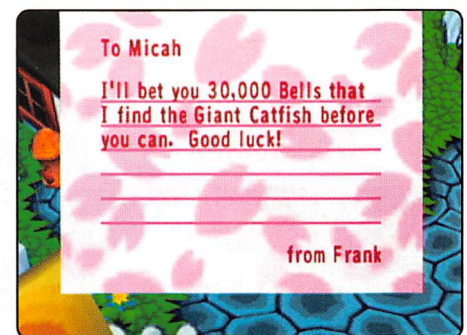 To Micah
I'll bet you 30,000 Bells that
I find the Giant Catfish before
you can. Good luck!
from Frank